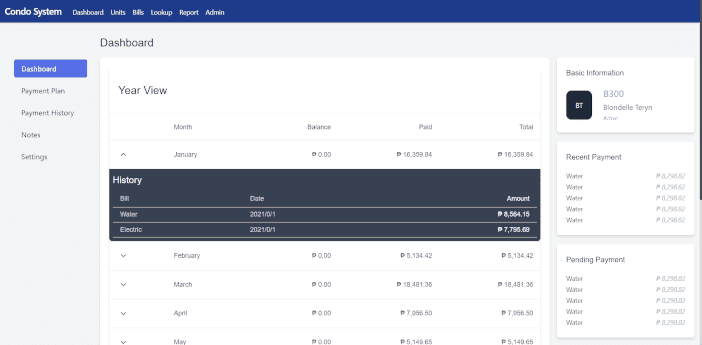 Condo System Dashboard Units Bills Lookup Report Admin
Dashboard
Dashboard
Payment Plan
Payment History
Notes
Settings
Year View
Month Balance Paid Total
January ₱ 0.00 ₱ 16,359.84 ₱ 16,359.84
History
Bill Date Amount
Water 2021/0/1 ₱ 8,564.15
Electric 2021/0/1 ₱ 7,795.69
February ₱ 0.00 ₱ 5,134.42 ₱ 5,134.42
March ₱ 0.00 ₱ 18,481.36 ₱ 18,481.36
April ₱ 0.00 ₱ 7,956.50 ₱ 7,956.50
May ₱ 0.00 ₱ 5,149.65 ₱ 5,149.65
Basic Information
BT
B300
Blondelle Teryn
Active
Recent Payment
Water ₱ 8,298.82
Water ₱ 8,298.82
Water ₱ 8,298.82
Water ₱ 8,298.82
Water ₱ 8,298.82
Pending Payment
Water ₱ 8,298.82
Water ₱ 8,298.82
Water ₱ 8,298.82
Water ₱ 8,298.82
Water ₱ 8,298.82